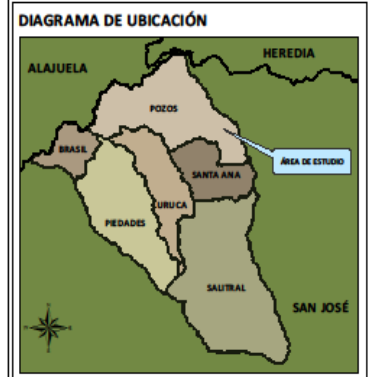 DIAGRAMA DE UBICACIÓN
HEREDIA
ALAJUELA
POZOS
BRASIL
ÁREA DE ESTUDIO
SANTA ANA
URUCA
PIEDADES
SALITRAL
SAN JOSÉ